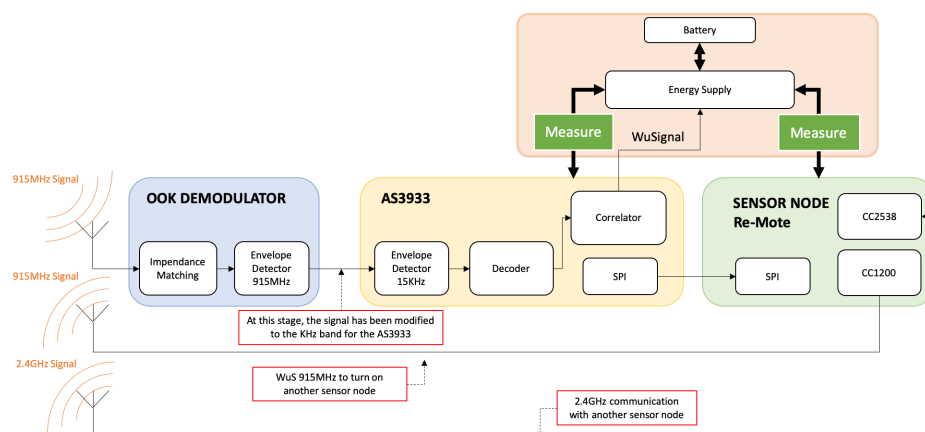 Battery
Energy Supply
Measure
WuSignal
Measure
915MHz Signal
OOK DEMODULATOR
Impendance
Matching
Envelope
Detector
915MHz
AS3933
Envelope
Detector
15KHz
Decoder
Correlator
SPI
SENSOR NODE
Re-Mote
CC2538
SPI
CC1200
915MHz Signal
At this stage, the signal has been modified
to the KHz band for the AS3933
2.4GHz Signal
WuS 915MHz to turn on
another sensor node
2.4GHz communication
with another sensor node